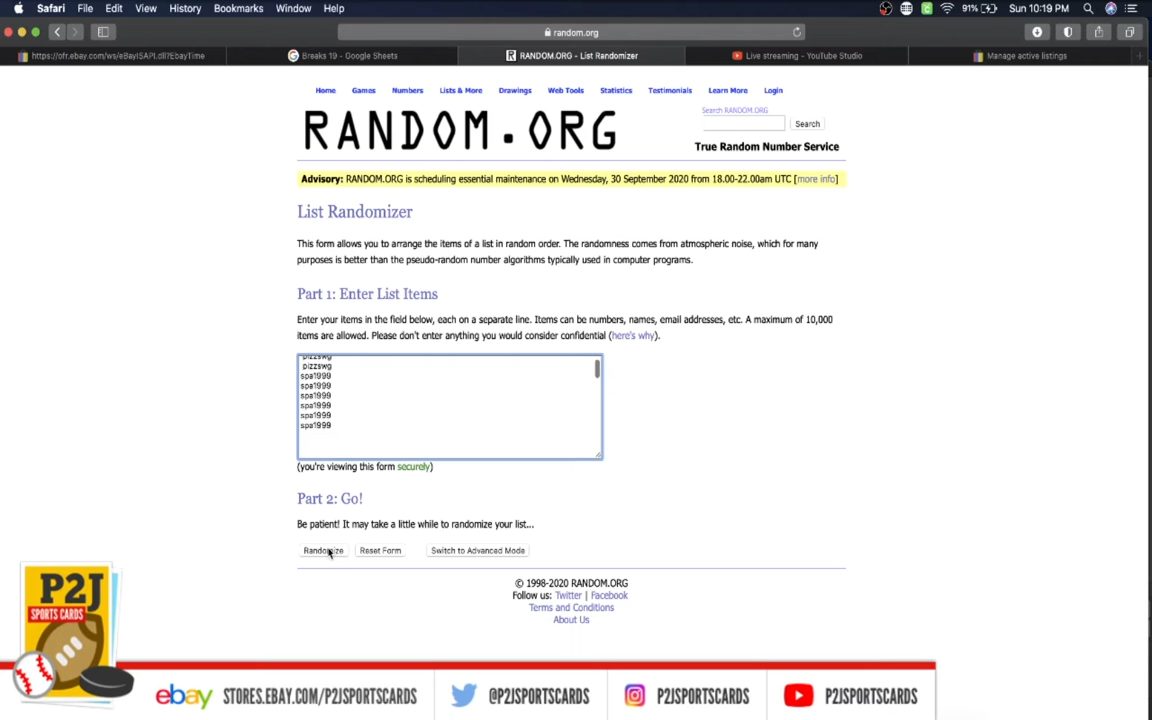 Safari File Edit View History Bookmarks Window Help 91% Sun 10:19 PM
random.org
https://ofr.ebay.com/ws/eBayISAPI.dll?EbayTime Breaks 19 - Google Sheets RANDOM.ORG - List Randomizer Live streaming - YouTube Studio Manage active listings
Home Games Numbers Lists & More Drawings Web Tools Statistics Testimonials Learn More Login
RANDOM.ORG
Search RANDOM.ORG
Search
True Random Number Service
Advisory: RANDOM.ORG is scheduling essential maintenance on Wednesday, 30 September 2020 from 18.00-22.00am UTC [more info]
List Randomizer
This form allows you to arrange the items of a list in random order. The randomness comes from atmospheric noise, which for many
purposes is better than the pseudo-random number algorithms typically used in computer programs.
Part 1: Enter List Items
Enter your items in the field below, each on a separate line. Items can be numbers, names, email addresses, etc. A maximum of 10,000
items are allowed. Please don't enter anything you would consider confidential (here's why).
pizzswg
pizzswg
spa1999
spa1999
spa1999
spa1999
spa1999
spa1999
(you're viewing this form securely)
Part 2: Go!
Be patient! It may take a little while to randomize your list...
Randomize Reset Form Switch to Advanced Mode
© 1998-2020 RANDOM.ORG
Follow us: Twitter | Facebook
Terms and Conditions
About Us
P2J
SPORTS CARDS
ebay STORES.EBAY.COM/P2JSPORTSCARDS @P2JSPORTSCARDS P2JSPORTSCARDS P2JSPORTSCARDS